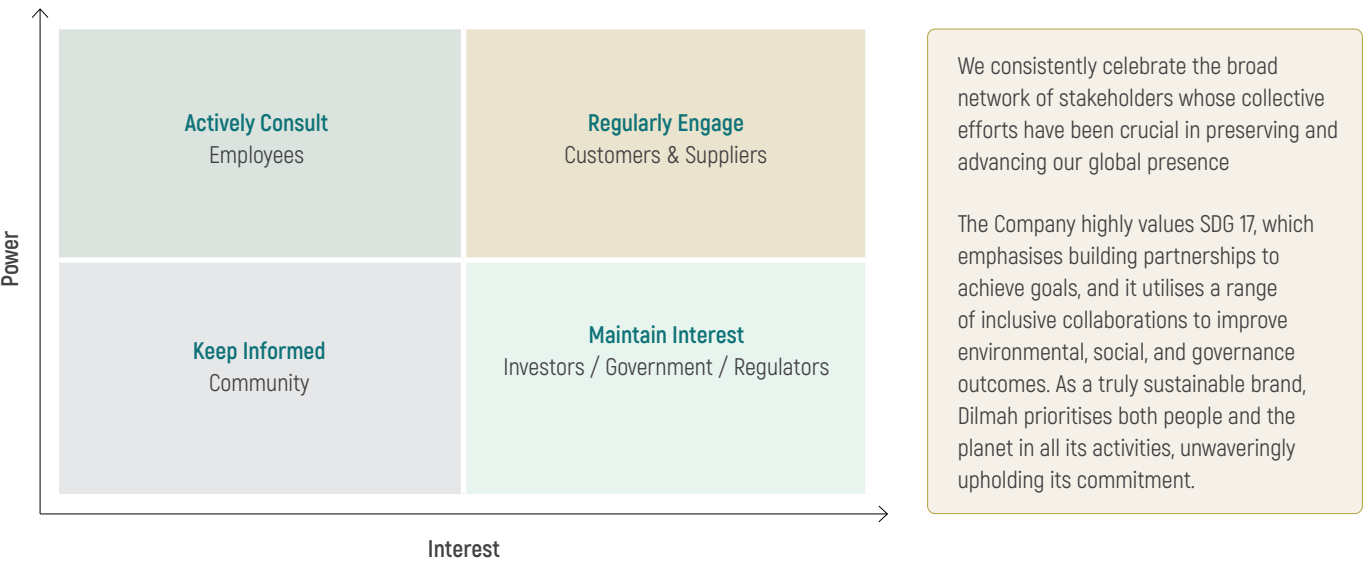 Power
Actively Consult
Employees
Regularly Engage
Customers & Suppliers
Keep Informed
Community
Maintain Interest
Investors / Government / Regulators
Interest
We consistently celebrate the broad
network of stakeholders whose collective
efforts have been crucial in preserving and
advancing our global presence
The Company highly values SDG 17, which
emphasises building partnerships to
achieve goals, and it utilises a range
of inclusive collaborations to improve
environmental, social, and governance
outcomes. As a truly sustainable brand,
Dilmah prioritises both people and the
planet in all its activities, unwaveringly
upholding its commitment.